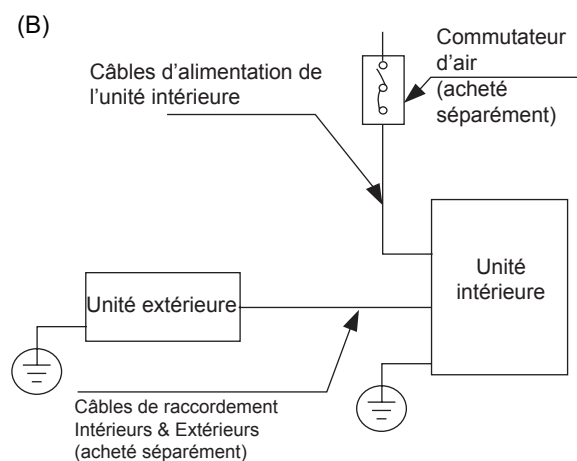 (B)
Commutateur
d'air
(acheté
séparément)
Câbles d'alimentation de
l'unité intérieure
Unité
intérieure
Unité extérieure
Câbles de raccordement
Intérieurs & Extérieurs
(acheté séparément)